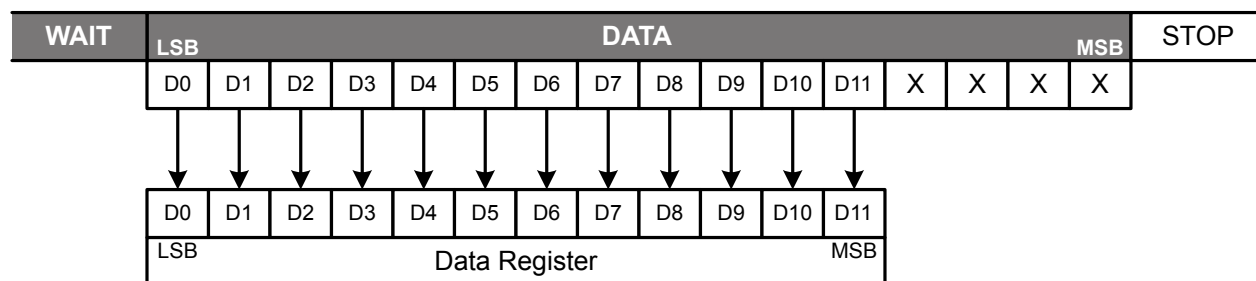 WAIT LSB DATA MSB STOP
D0 D1 D2 D3 D4 D5 D6 D7 D8 D9 D10 D11 X X X X
D0 D1 D2 D3 D4 D5 D6 D7 D8 D9 D10 D11
LSB Data Register MSB